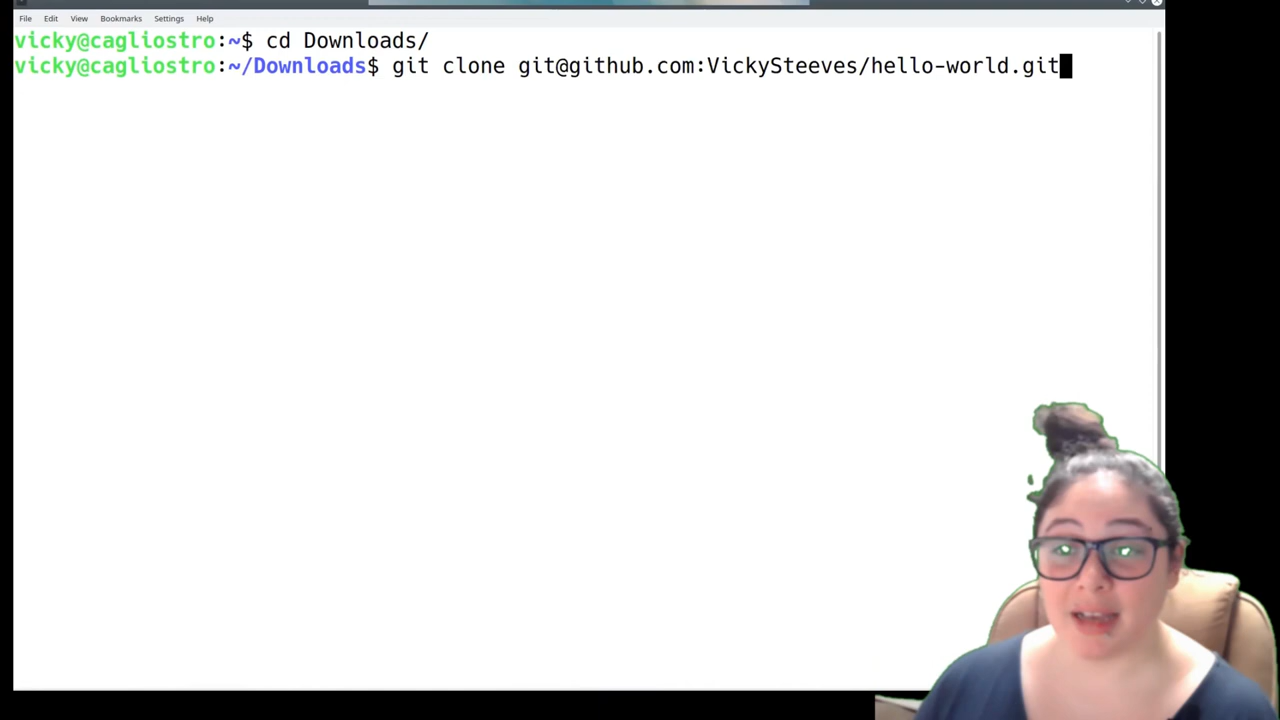 File Edit View Bookmarks Settings Help
vicky@cagliostro:~$ cd Downloads/
vicky@cagliostro:~/Downloads$ git clone git@github.com:VickySteeves/hello-world.git